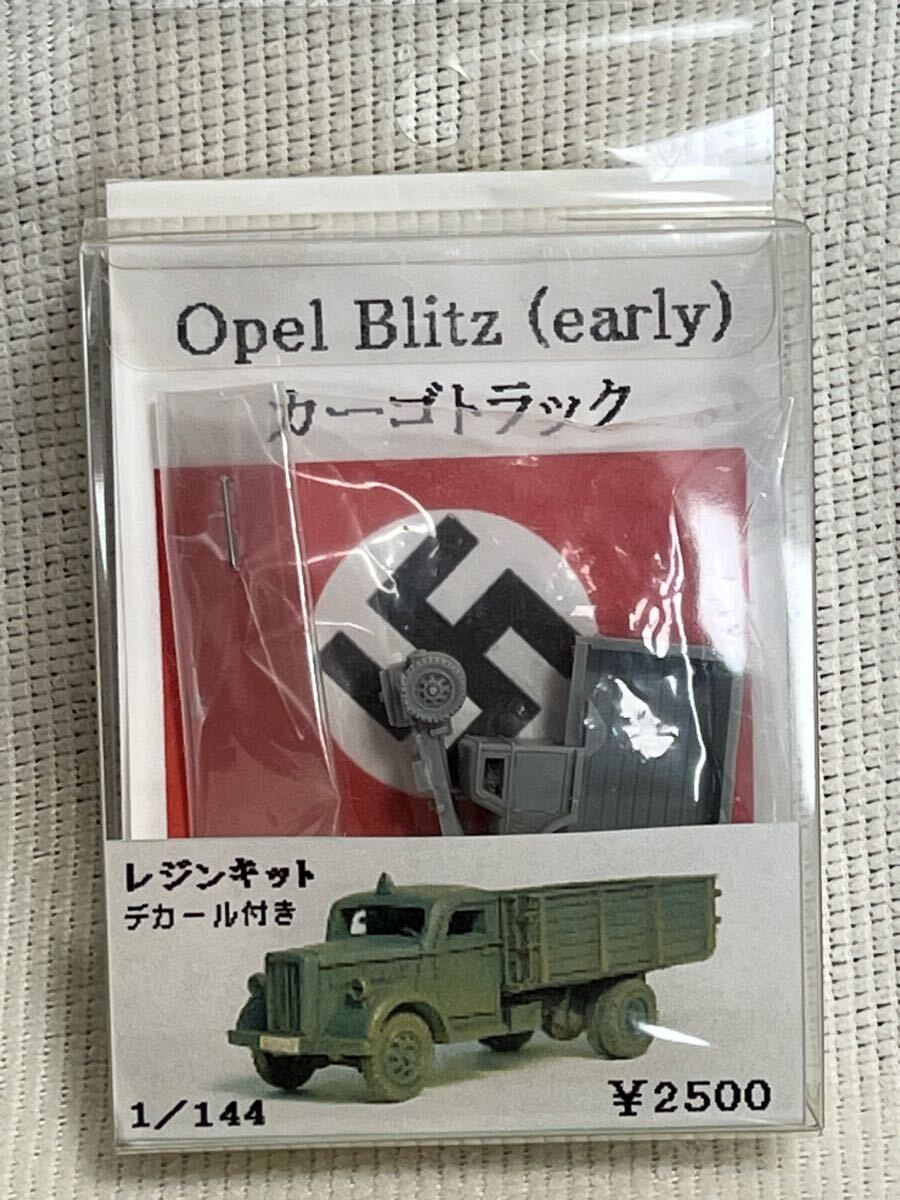 Opel Blitz (early)
カーゴトラック
レジンキット
デカール付き
1/144
¥2500